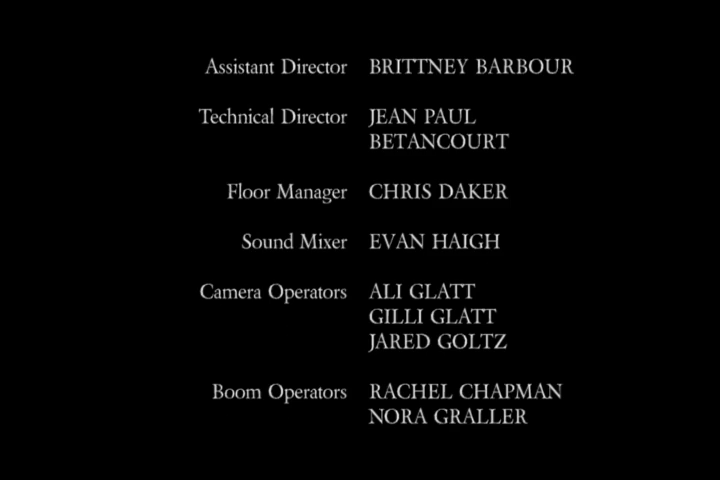 Assistant Director BRITTNEY BARBOUR
Technical Director JEAN PAUL
BETANCOURT
Floor Manager CHRIS DAKER
Sound Mixer EVAN HAIGH
Camera Operators ALI GLATT
GILLI GLATT
JARED GOLTZ
Boom Operators RACHEL CHAPMAN
NORA GRALLER